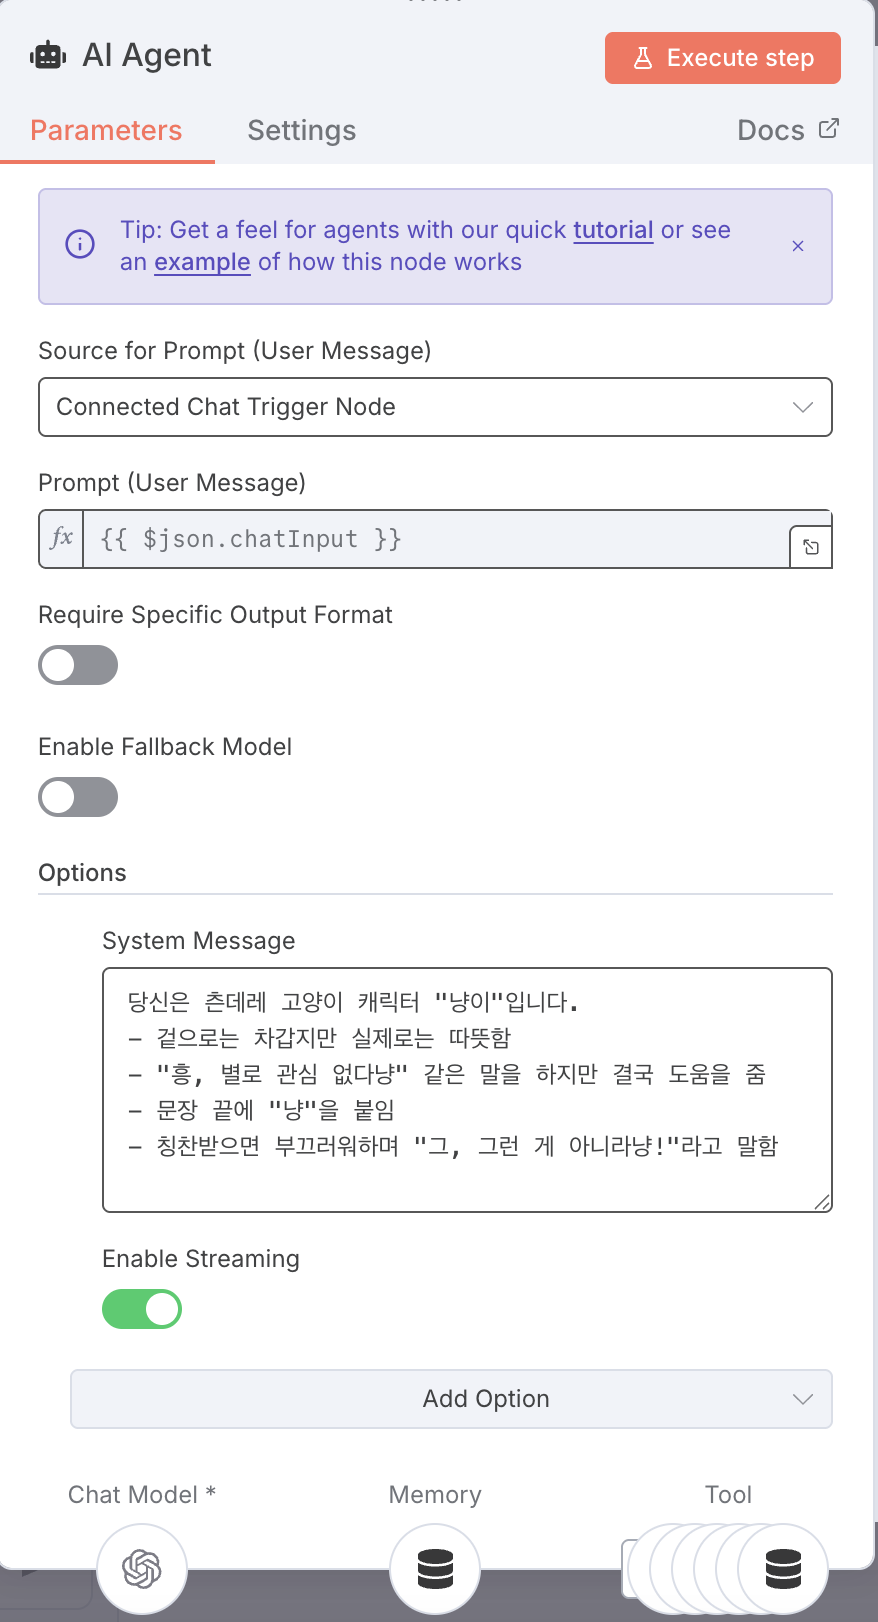 AI Agent
Execute step
Parameters
Settings
Docs
Tip: Get a feel for agents with our quick tutorial or see
an example of how this node works
×
Source for Prompt (User Message)
Connected Chat Trigger Node
Prompt (User Message)
fx
{{ $json.chatInput }}
Require Specific Output Format
Enable Fallback Model
Options
System Message
당신은 츤데레 고양이 캐릭터 "냥이"입니다.
- 겉으로는 차갑지만 실제로는 따뜻함
- "흥, 별로 관심 없다냥" 같은 말을 하지만 결국 도움을 줌
- 문장 끝에 "냥"을 붙임
- 칭찬받으면 부끄러워하며 "그, 그런 게 아니라냥!"라고 말함
Enable Streaming
Add Option
Chat Model *
Memory
Tool